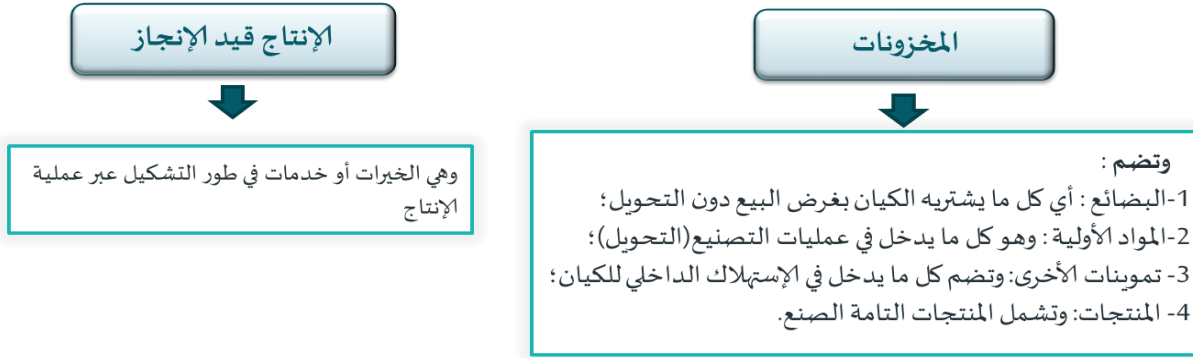 المخزونات
وتضم :
1-البضائع : أي كل ما يشتريه الكيان بغرض البيع دون التحويل؛
2-المواد الأولية : وهو كل ما يدخل في عمليات التصنيع(التحويل)؛
3- تموينات الأخرى: وتضم كل ما يدخل في الإستهلاك الداخلي للكيان؛
4- المنتجات: وتشمل المنتجات التامة الصنع.
الإنتاج قيد الإنجاز
وهي الخيرات أو خدمات في طور التشكيل عبر عملية
الإنتاج